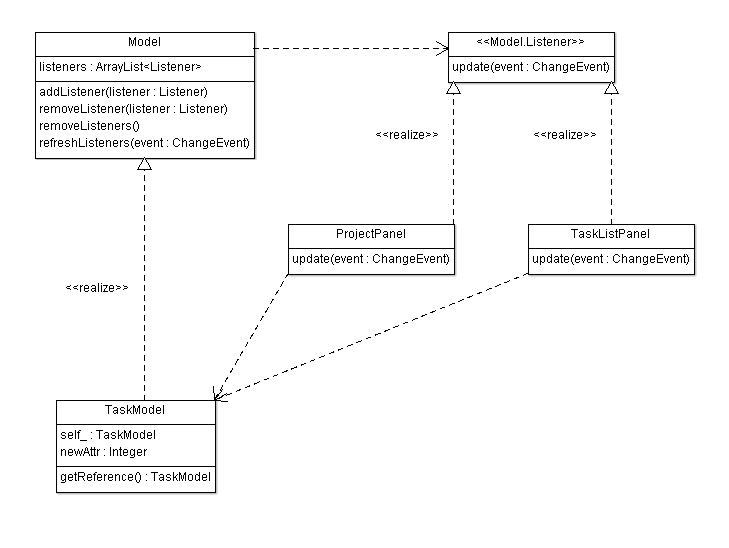 Model
listeners : ArrayList<Listener>
addListener(listener : Listener)
removeListener(listener : Listener)
removeListeners()
refreshListeners(event : ChangeEvent)
<<Model.Listener>>
update(event : ChangeEvent)
<<realize>>
<<realize>>
ProjectPanel
update(event : ChangeEvent)
TaskListPanel
update(event : ChangeEvent)
<<realize>>
TaskModel
self_ : TaskModel
newAttr : Integer
getReference() : TaskModel